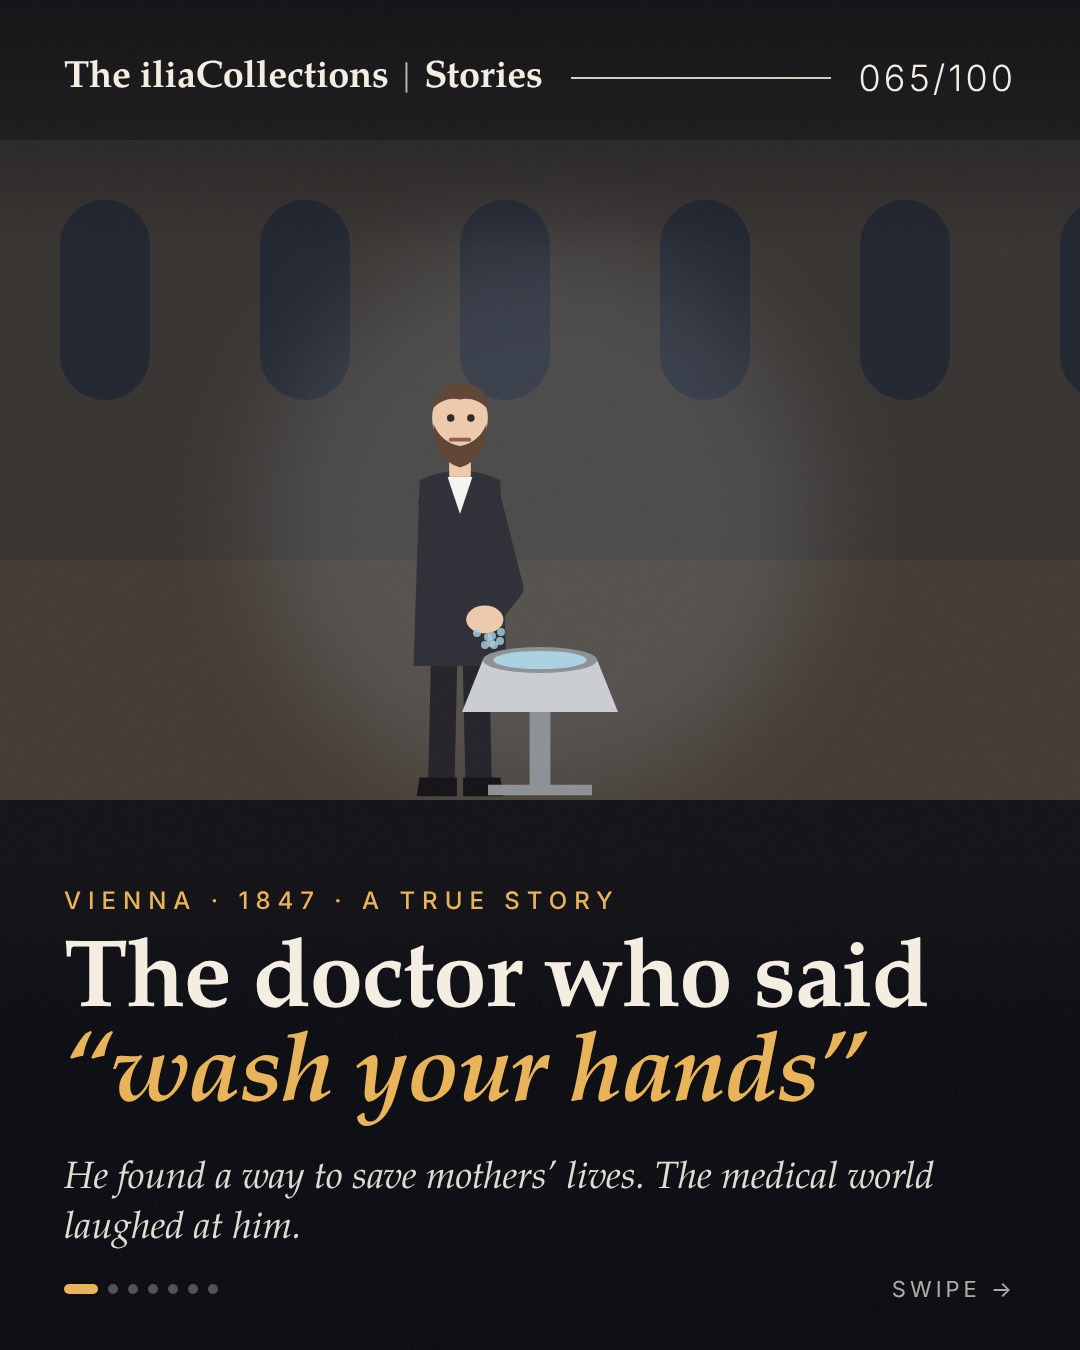 The iliaCollections | Stories 065/100
VIENNA · 1847 · A TRUE STORY
The doctor who said
“wash your hands”
He found a way to save mothers’ lives. The medical world
laughed at him.
SWIPE →